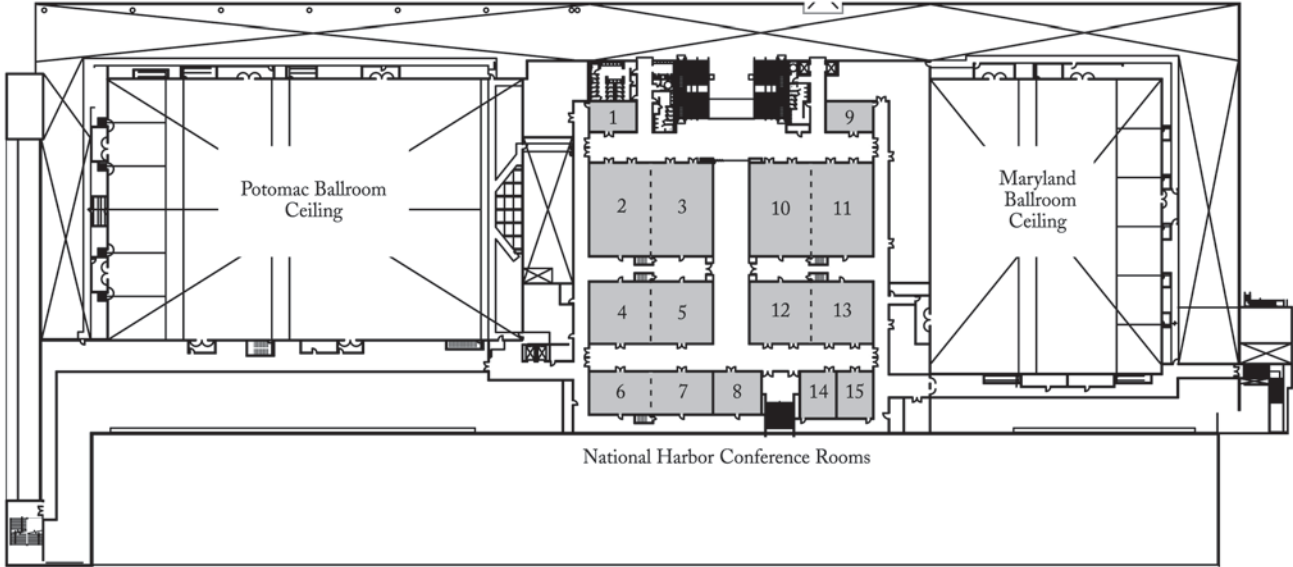 1
9
Potomac Ballroom
Ceiling
2
3
10
11
Maryland
Ballroom
Ceiling
4
5
12
13
6
7
8
14
15
National Harbor Conference Rooms